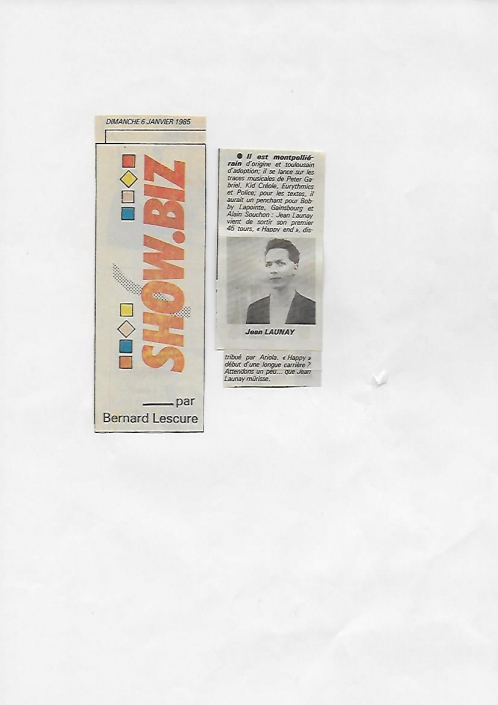 DIMANCHE 6 JANVIER 1985
SHOW.BIZ
par
Bernard Lescure
● Il est montpellié-
rain d'origine et toulousain
d'adoption; il se lance sur les
traces musicales de Peter Ga-
briel, Kid Créole, Eurythmics
et Police; pour les textes, il
aurait un penchant pour Bob-
by Lapointe, Gainsbourg et
Alain Souchon : Jean Launay
vient de sortir son premier
45 tours, « Happy end », dis-
Jean LAUNAY
tribué par Ariola. « Happy »
début d'une longue carrière ?
Attendons un peu... que Jean
Launay mûrisse.